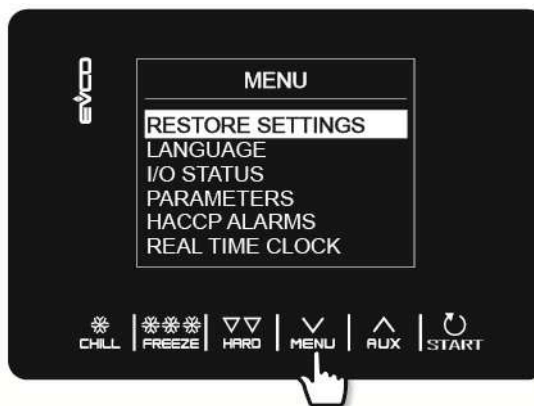 EVCO
MENU
RESTORE SETTINGS
LANGUAGE
I/O STATUS
PARAMETERS
HACCP ALARMS
REAL TIME CLOCK
CHILL FREEZE HARD MENU AUX START